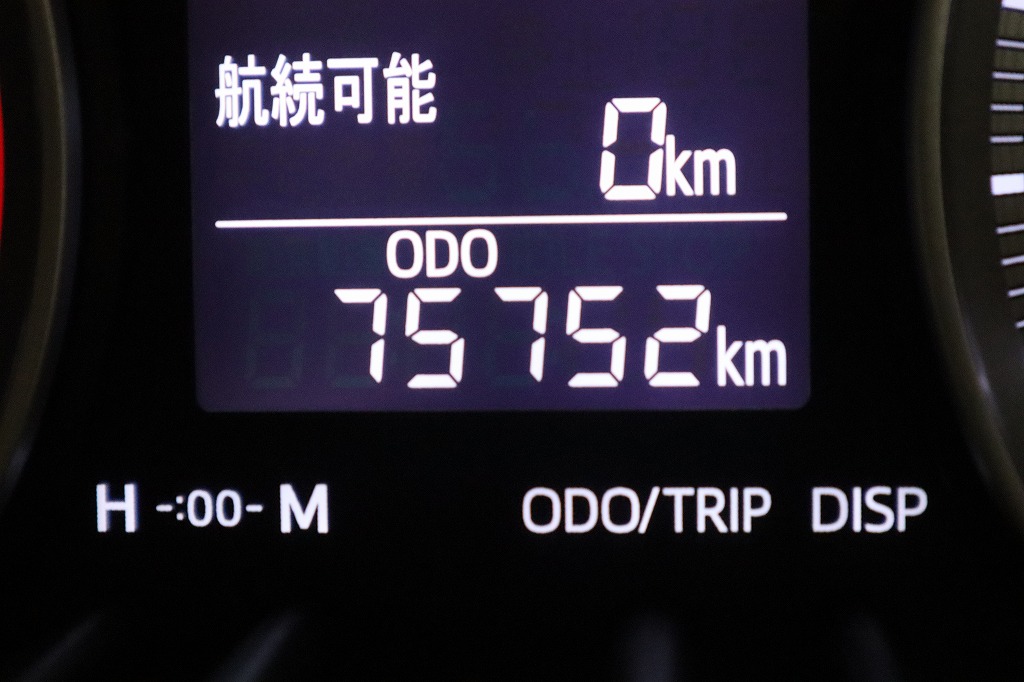 航続可能
0km
ODO
75752km
H -:00- M ODO/TRIP DISP